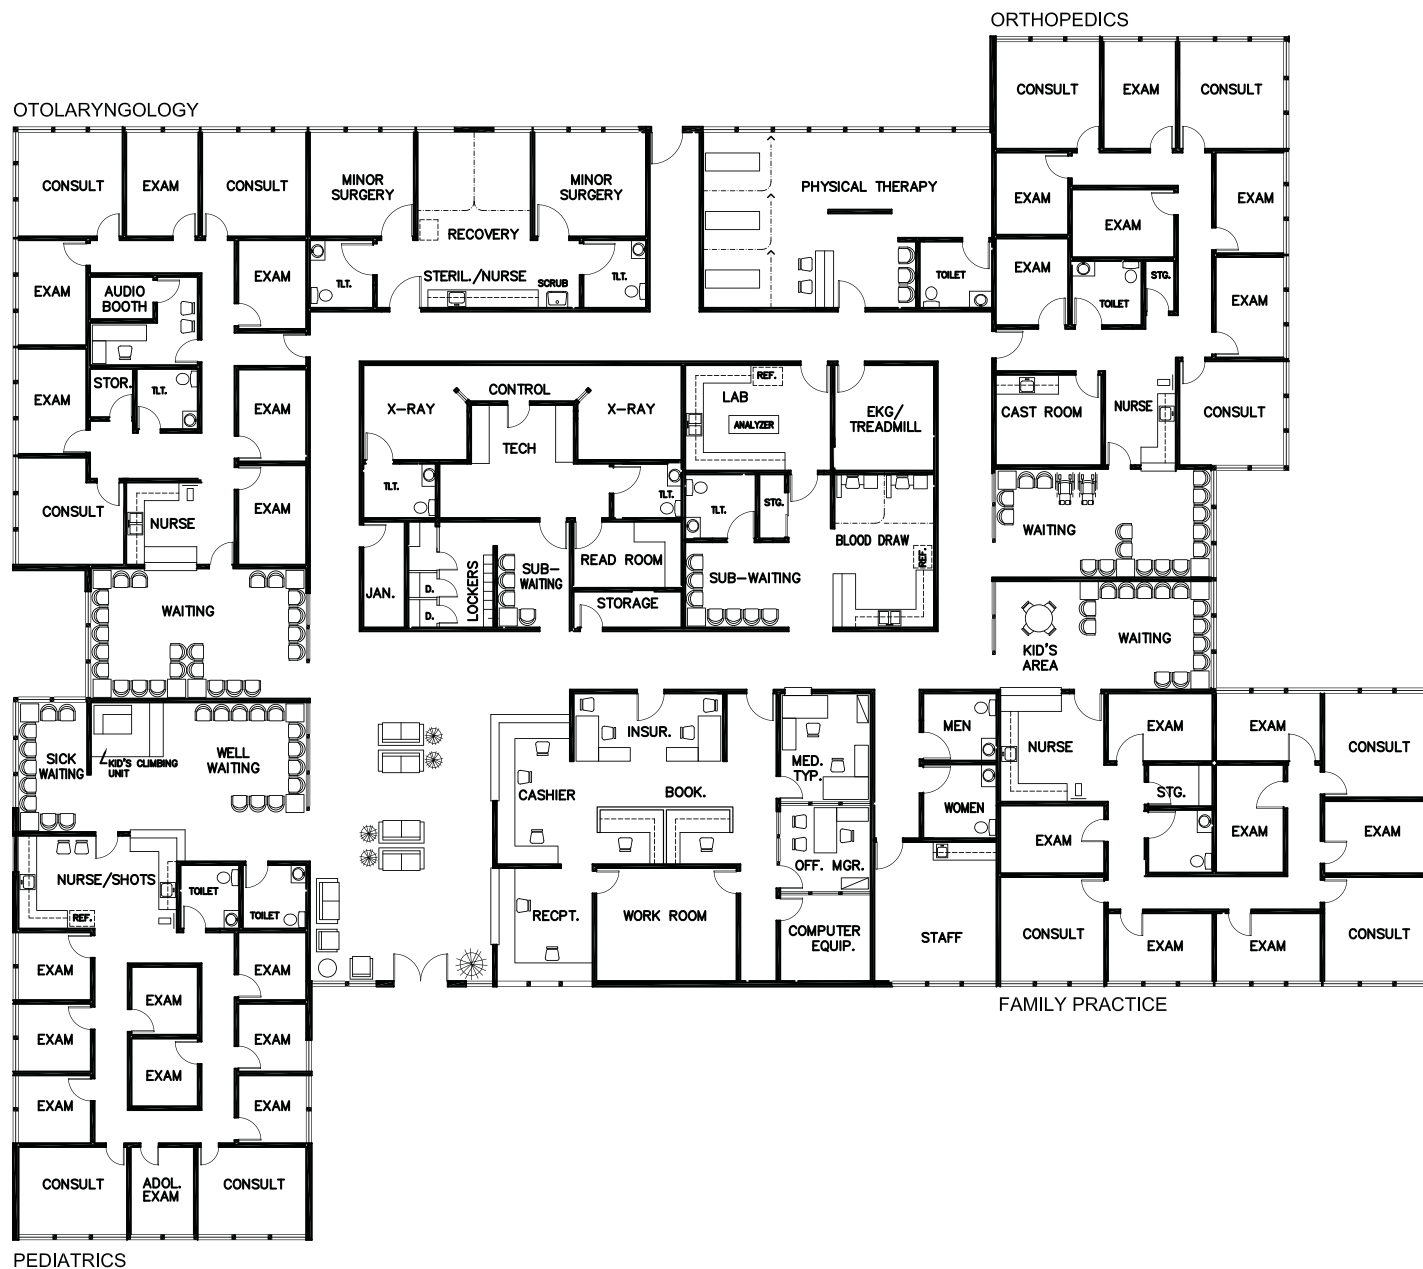 ORTHOPEDICS
CONSULT
EXAM
CONSULT
EXAM
EXAM
EXAM
EXAM
STG.
TOILET
EXAM
CAST ROOM
NURSE
CONSULT
WAITING
OTOLARYNGOLOGY
CONSULT
EXAM
CONSULT
MINOR
SURGERY
RECOVERY
MINOR
SURGERY
TLT.
STERIL./NURSE
SCRUB
TLT.
PHYSICAL THERAPY
TOILET
EXAM
AUDIO
BOOTH
EXAM
EXAM
STOR.
TLT.
EXAM
CONSULT
NURSE
EXAM
WAITING
X-RAY
CONTROL
X-RAY
TECH
TLT.
TLT.
JAN.
D.
D.
LOCKERS
SUB-
WAITING
READ ROOM
STORAGE
LAB
REF.
ANALYZER
EKG/
TREADMILL
TLT.
STG.
BLOOD DRAW
REF.
SUB-WAITING
KID'S
AREA
WAITING
SICK
WAITING
KID'S CLIMBING
UNIT
WELL
WAITING
NURSE/SHOTS
REF.
TOILET
TOILET
EXAM
EXAM
EXAM
EXAM
EXAM
EXAM
EXAM
EXAM
CONSULT
ADOL.
EXAM
CONSULT
PEDIATRICS
CASHIER
INSUR.
BOOK.
RECPT.
WORK ROOM
MED.
TYP.
OFF. MGR.
COMPUTER
EQUIP.
MEN
WOMEN
STAFF
NURSE
EXAM
EXAM
CONSULT
STG.
EXAM
EXAM
EXAM
CONSULT
EXAM
EXAM
CONSULT
FAMILY PRACTICE